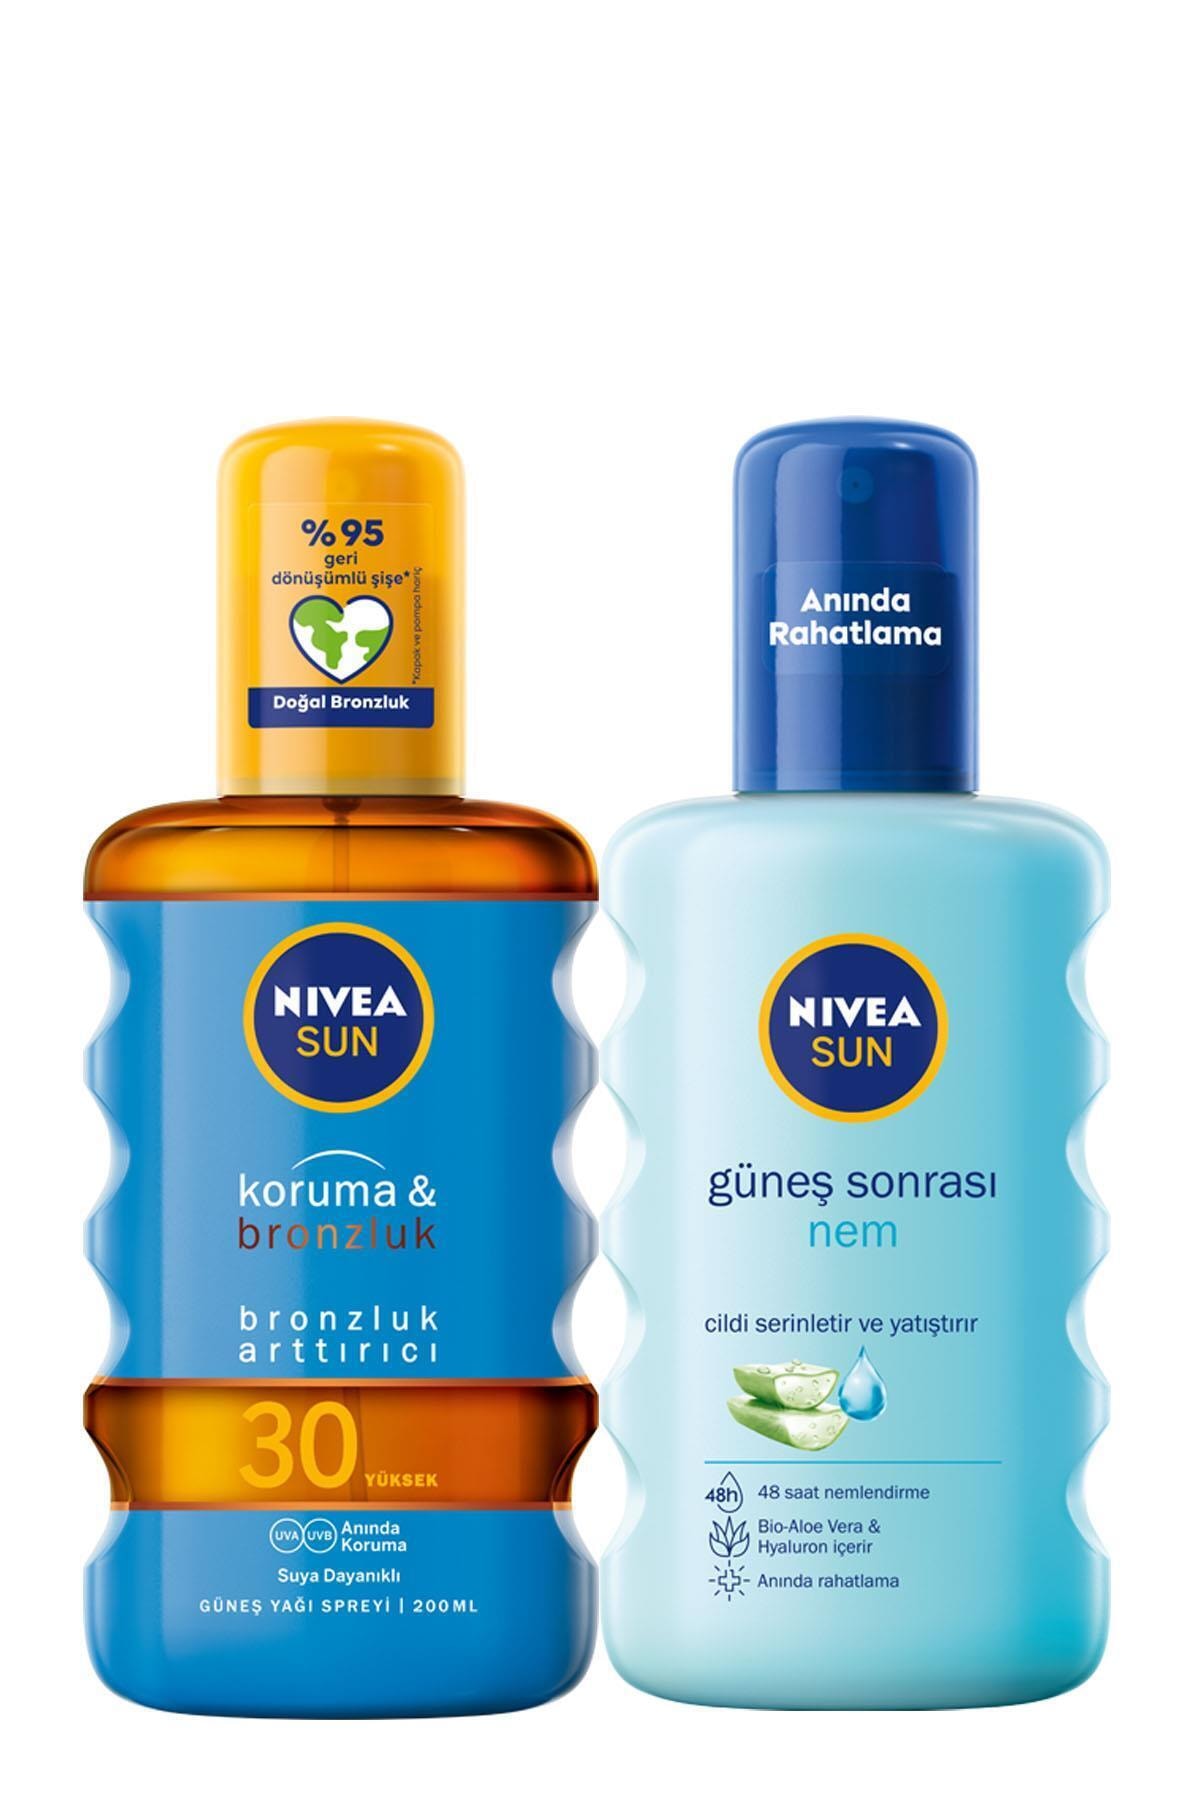 %95
geri
dönüşümlü şişe*
*Kapak ve pompa hariç
Doğal Bronzluk
NIVEA
SUN
koruma &
bronzluk
bronzluk
arttırıcı
30 YÜKSEK
UVA UVB Anında
Koruma
Suya Dayanıklı
GÜNEŞ YAĞI SPREYİ | 200ML
Anında
Rahatlama
NIVEA
SUN
güneş sonrası
nem
cildi serinletir ve yatıştırır
48h 48 saat nemlendirme
Bio-Aloe Vera &
Hyaluron içerir
Anında rahatlama